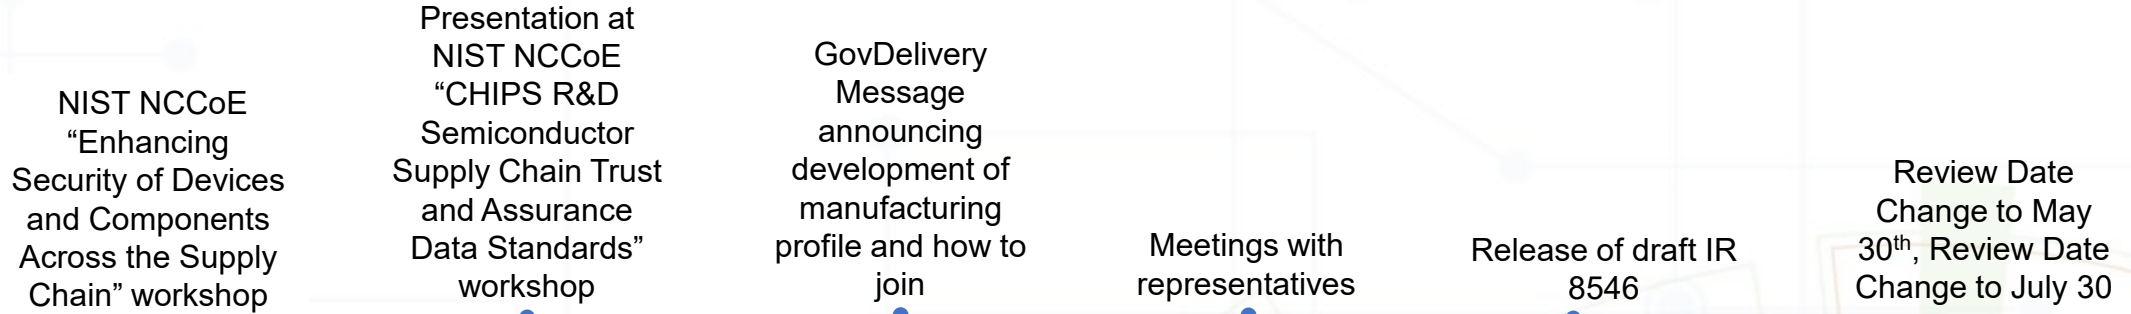 NIST NCCoE
“Enhancing
Security of Devices
and Components
Across the Supply
Chain” workshop
Presentation at
NIST NCCoE
“CHIPS R&D
Semiconductor
Supply Chain Trust
and Assurance
Data Standards”
workshop
GovDelivery
Message
announcing
development of
manufacturing
profile and how to
join
Meetings with
representatives
Release of draft IR
8546
Review Date
Change to May
30th, Review Date
Change to July 30